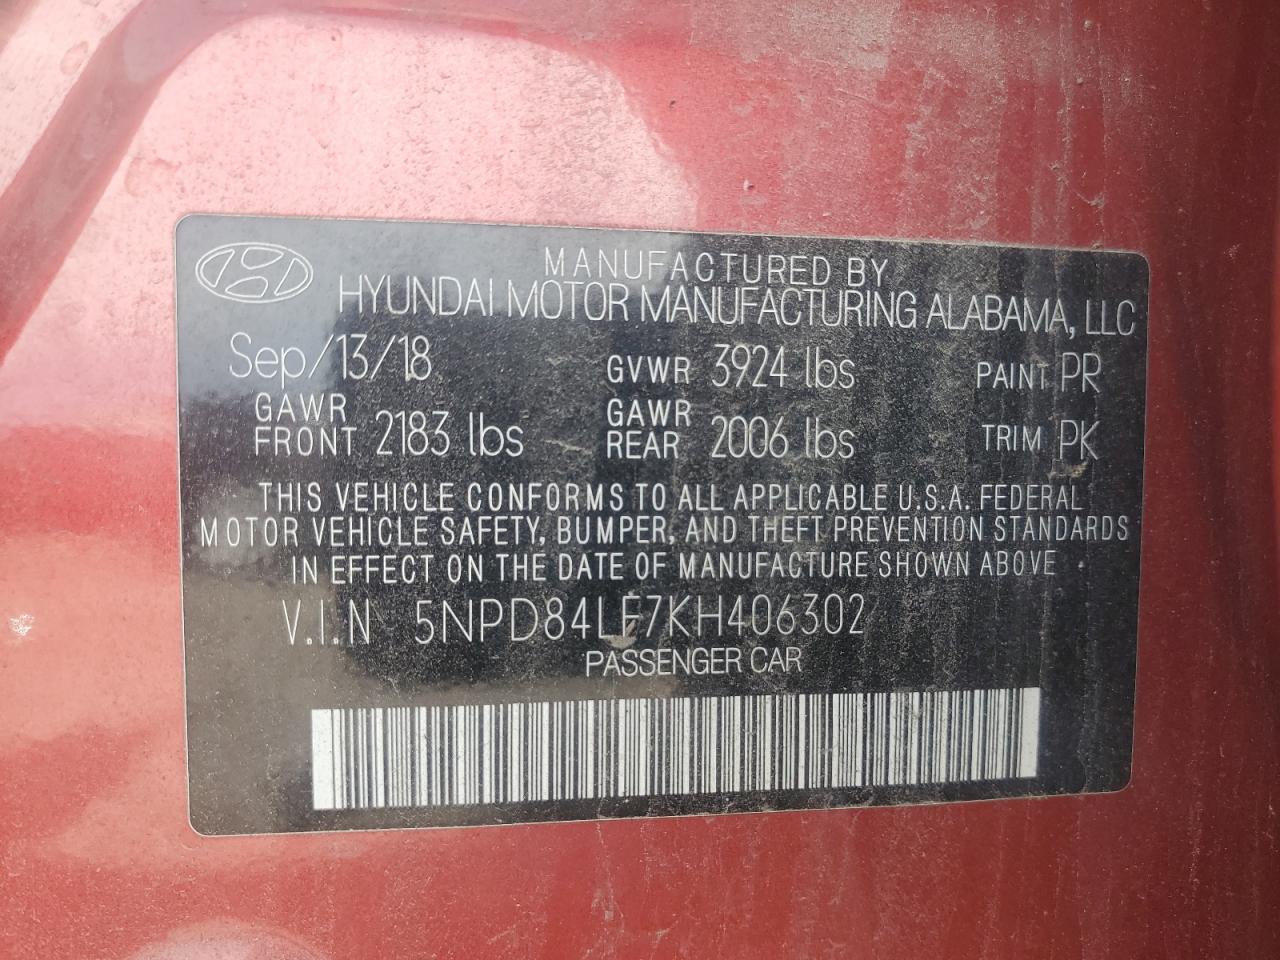 MANUFACTURED BY
HYUNDAI MOTOR MANUFACTURING ALABAMA, LLC
Sep/13/18 GVWR 3924 lbs PAINT PR
GAWR FRONT 2183 lbs GAWR REAR 2006 lbs TRIM PK
THIS VEHICLE CONFORMS TO ALL APPLICABLE U.S.A. FEDERAL
MOTOR VEHICLE SAFETY, BUMPER, AND THEFT PREVENTION STANDARDS
IN EFFECT ON THE DATE OF MANUFACTURE SHOWN ABOVE
V.I.N 5NPD84LF7KH406302
PASSENGER CAR